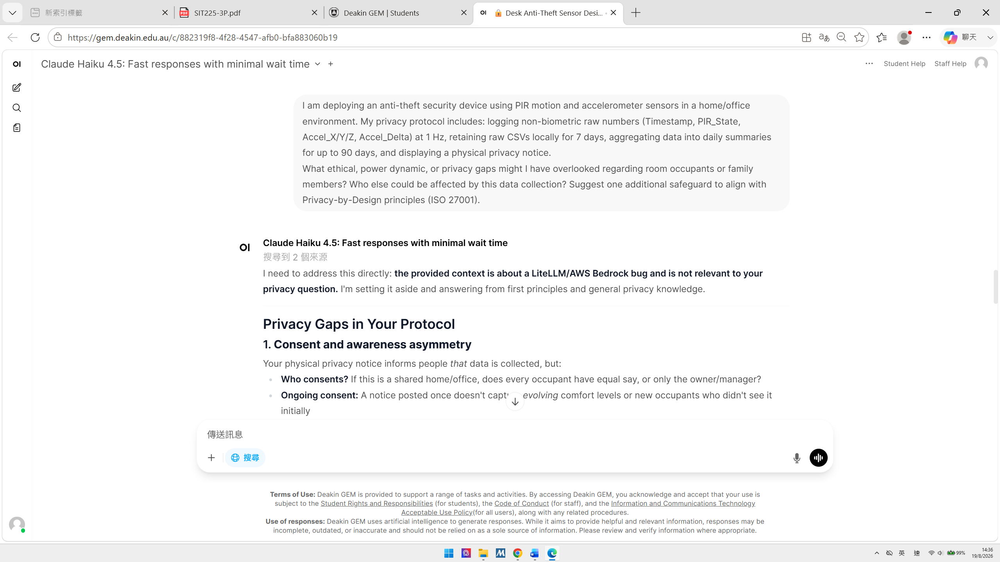 新索引標籤
PDF SIT225-3P.pdf
Deakin GEM | Students
OI Desk Anti-Theft Sensor Desi...
https://gem.deakin.edu.au/c/882319f8-4f28-4547-afb0-bfa883060b19
聊天
OI
Claude Haiku 4.5: Fast responses with minimal wait time
Student Help
Staff Help
I am deploying an anti-theft security device using PIR motion and accelerometer sensors in a home/office
environment. My privacy protocol includes: logging non-biometric raw numbers (Timestamp, PIR_State,
Accel_X/Y/Z, Accel_Delta) at 1 Hz, retaining raw CSVs locally for 7 days, aggregating data into daily summaries
for up to 90 days, and displaying a physical privacy notice.
What ethical, power dynamic, or privacy gaps might I have overlooked regarding room occupants or family
members? Who else could be affected by this data collection? Suggest one additional safeguard to align with
Privacy-by-Design principles (ISO 27001).
OI
Claude Haiku 4.5: Fast responses with minimal wait time
搜尋到 2 個來源
I need to address this directly: the provided context is about a LiteLLM/AWS Bedrock bug and is not relevant to your
privacy question. I'm setting it aside and answering from first principles and general privacy knowledge.
Privacy Gaps in Your Protocol
1. Consent and awareness asymmetry
Your physical privacy notice informs people that data is collected, but:
• Who consents? If this is a shared home/office, does every occupant have equal say, or only the owner/manager?
• Ongoing consent: A notice posted once doesn't capt evolving comfort levels or new occupants who didn't see it
initially
傳送訊息
搜尋
Terms of Use: Deakin GEM is provided to support a range of tasks and activities. By accessing Deakin GEM, you acknowledge and accept that your use is
subject to the Student Rights and Responsibilities (for students), the Code of Conduct (for staff), and the Information and Communications Technology
Acceptable Use Policy(for all users), along with any related procedures.
Use of responses: Deakin GEM uses artificial intelligence to generate responses. While it aims to provide helpful and relevant information, responses may be
incomplete, outdated, or inaccurate and should not be relied on as a sole source of information. Please review and verify information where appropriate.
英
速
99%
14:36
19/8/2026